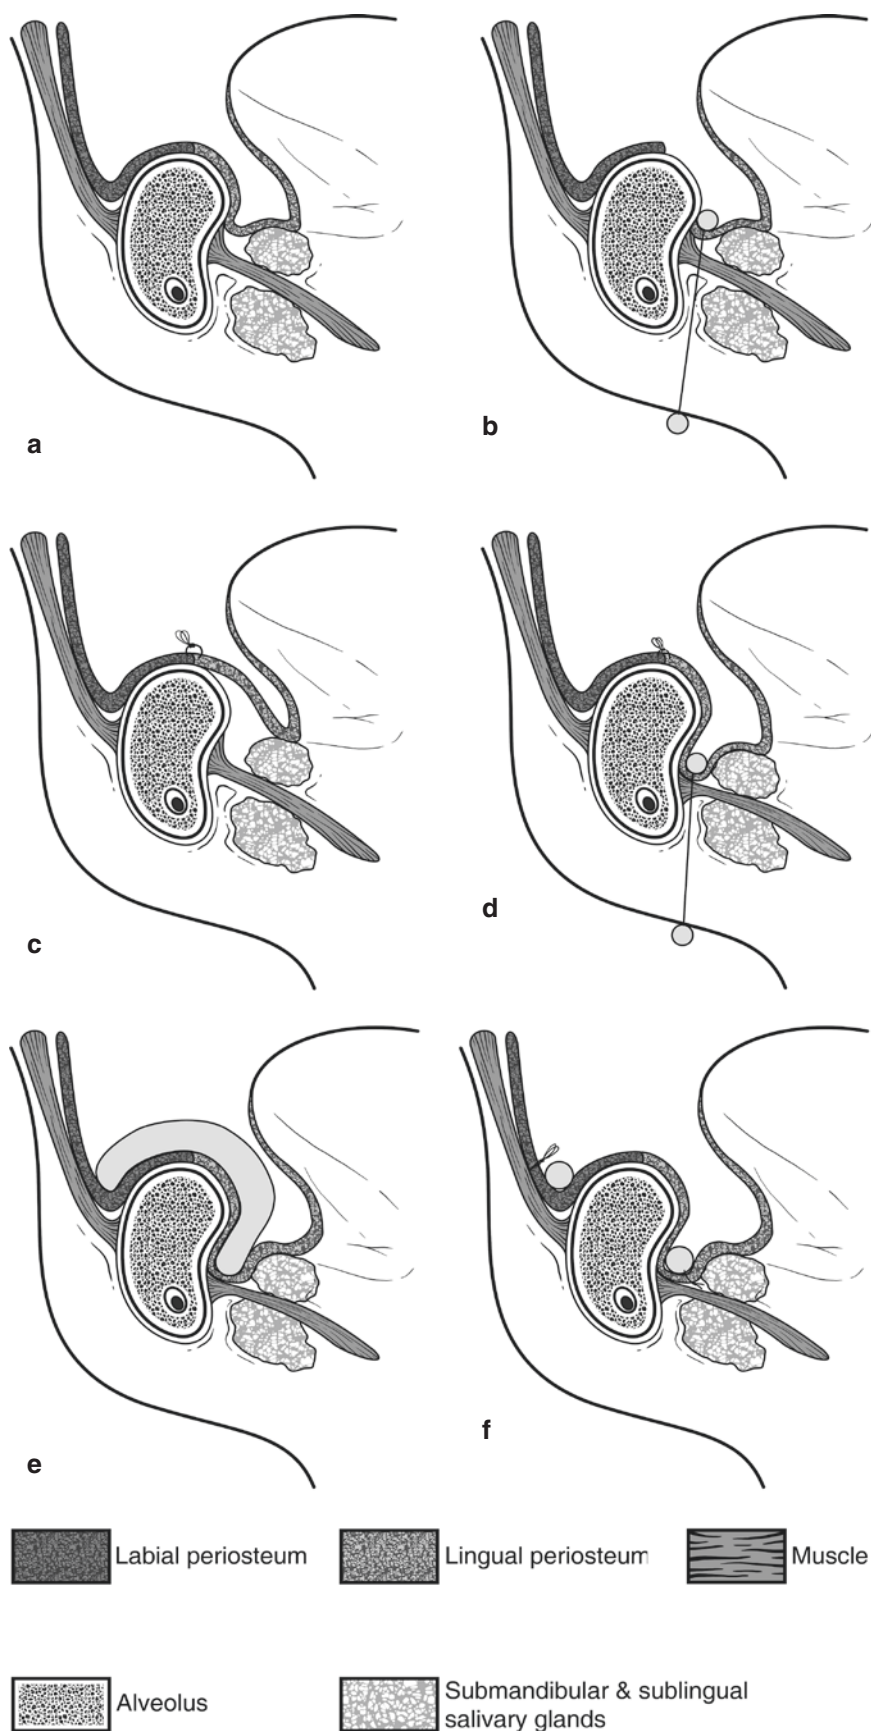 a
b
c
d
e
f
Labial periosteum
Lingual periosteum
Muscle
Alveolus
Submandibular & sublingual
salivary glands